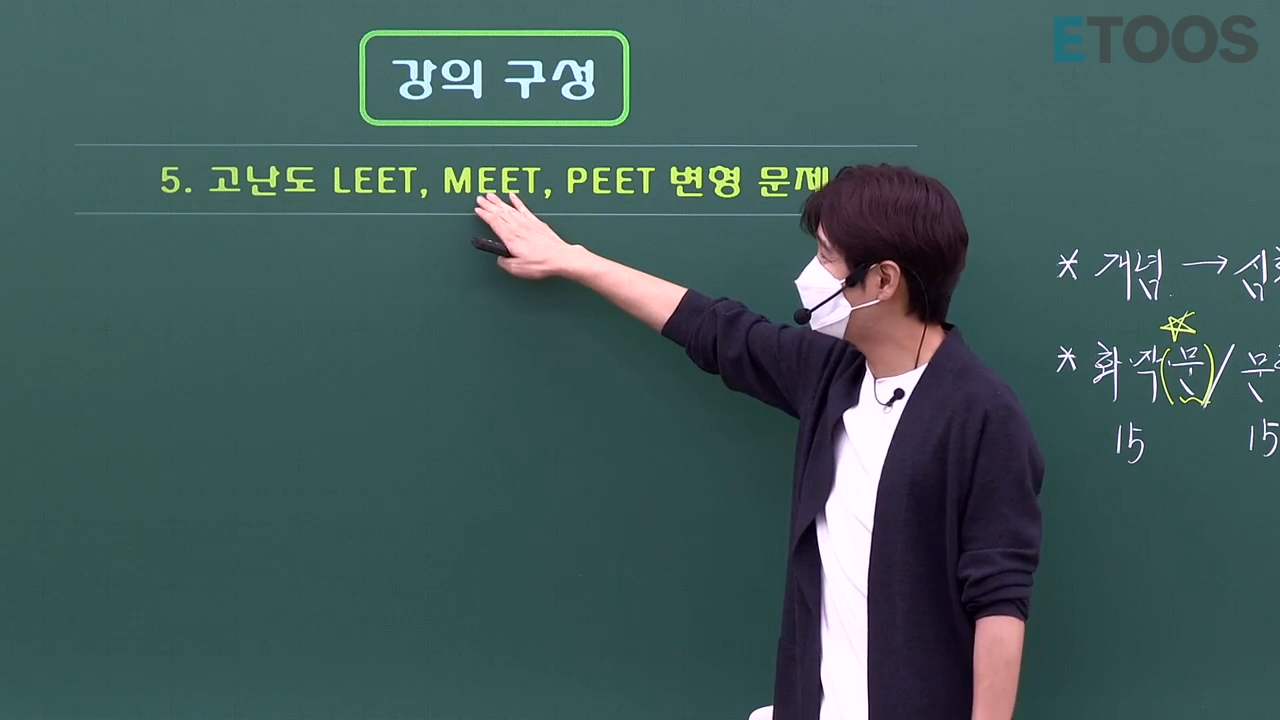 ETOOS
강의 구성
5. 고난도 LEET, MEET, PEET 변형 문제
* 개념 →
* 화·작(문)/
15 15